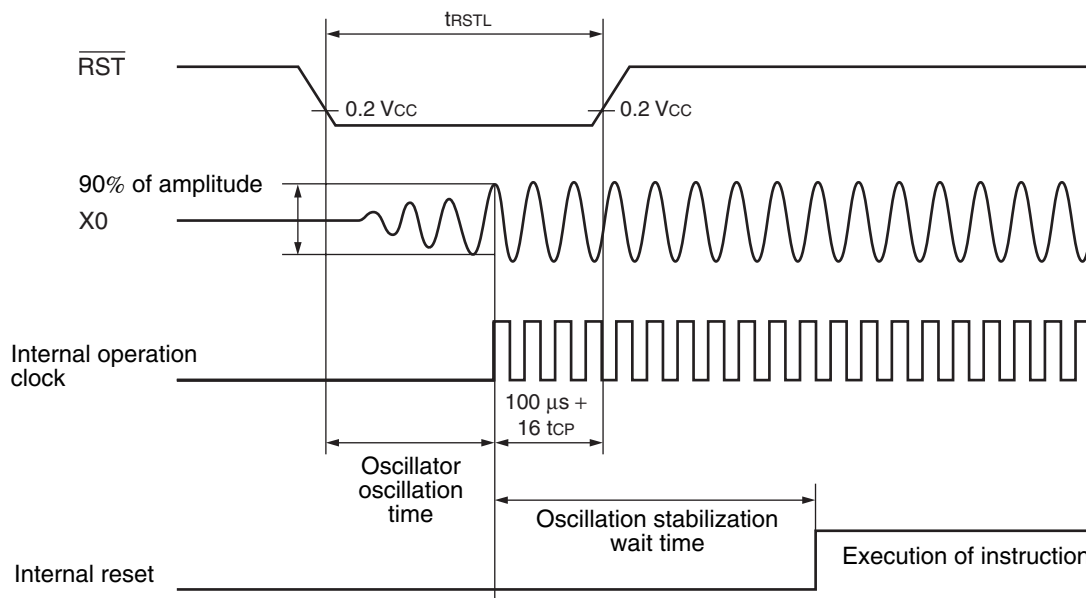 tRSTL
RST
0.2 VCC
0.2 VCC
90% of amplitude
X0
Internal operation
clock
100 μs +
16 tCP
Oscillator
oscillation
time
Oscillation stabilization
wait time
Execution of instruction
Internal reset